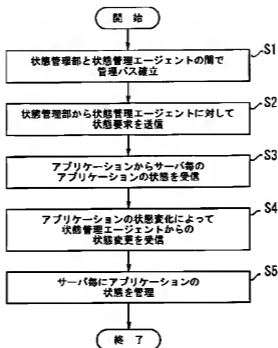 開 始
S1
状態管理部と状態管理エージェントの間で
管理パス確立
S2
状態管理部から状態管理エージェントに対して
状態要求を送信
S3
アプリケーションからサーバ毎の
アプリケーションの状態を受信
S4
アプリケーションの状態変化によって
状態管理エージェントからの
状態変更を受信
S5
サーバ毎にアプリケーションの
状態を管理
終 了